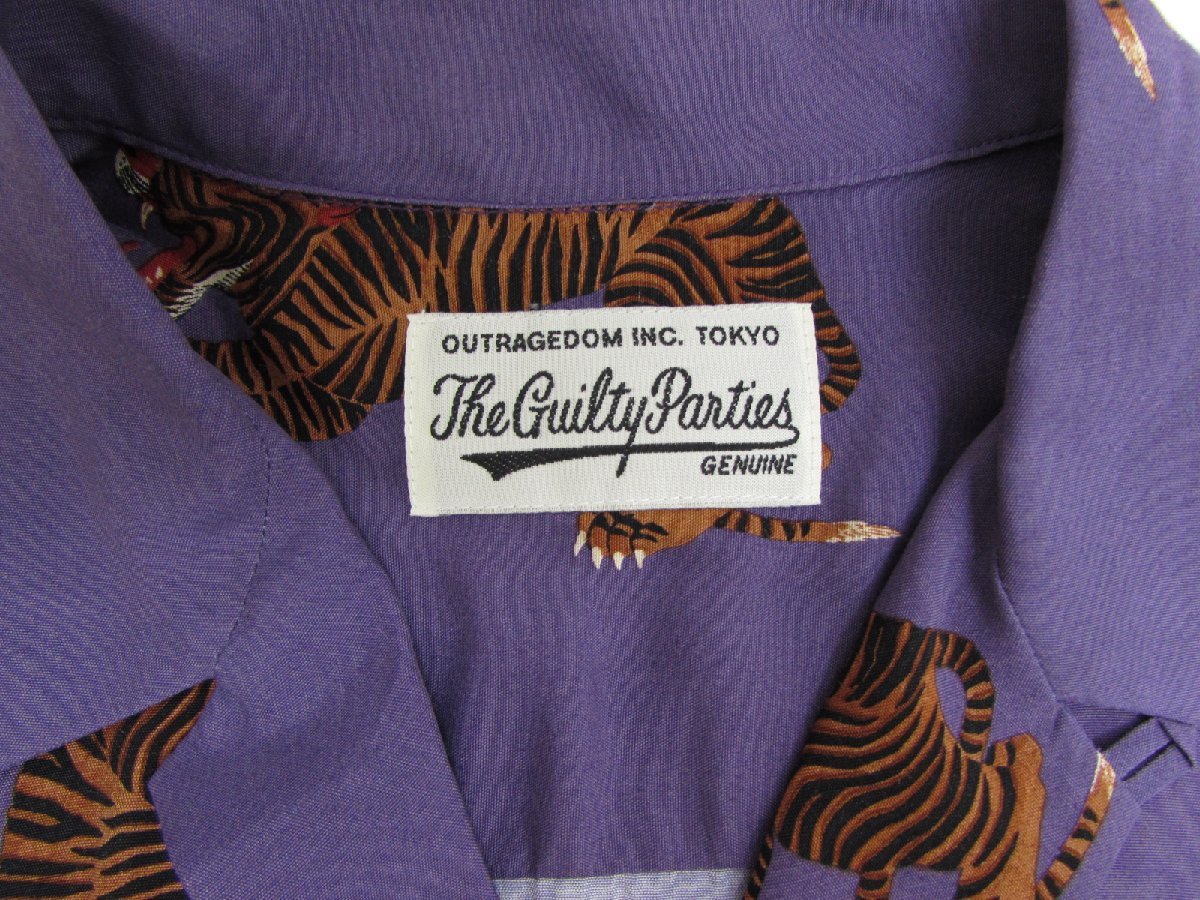 OUTRAGEDOM INC. TOKYO
The Guilty Parties
GENUINE